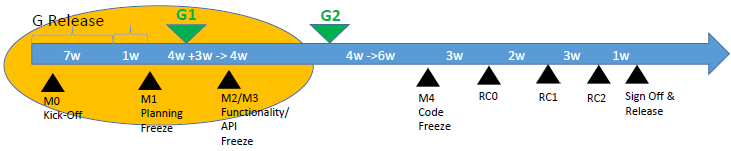 G1
G2
G Release
7w
1w
4w +3w -> 4w
4w ->6w
3w
2w
3w
1w
M0
Kick-Off
M1
Planning
Freeze
M2/M3
Functionality/
API
Freeze
M4
Code
Freeze
RC0
RC1
RC2
Sign Off &
Release